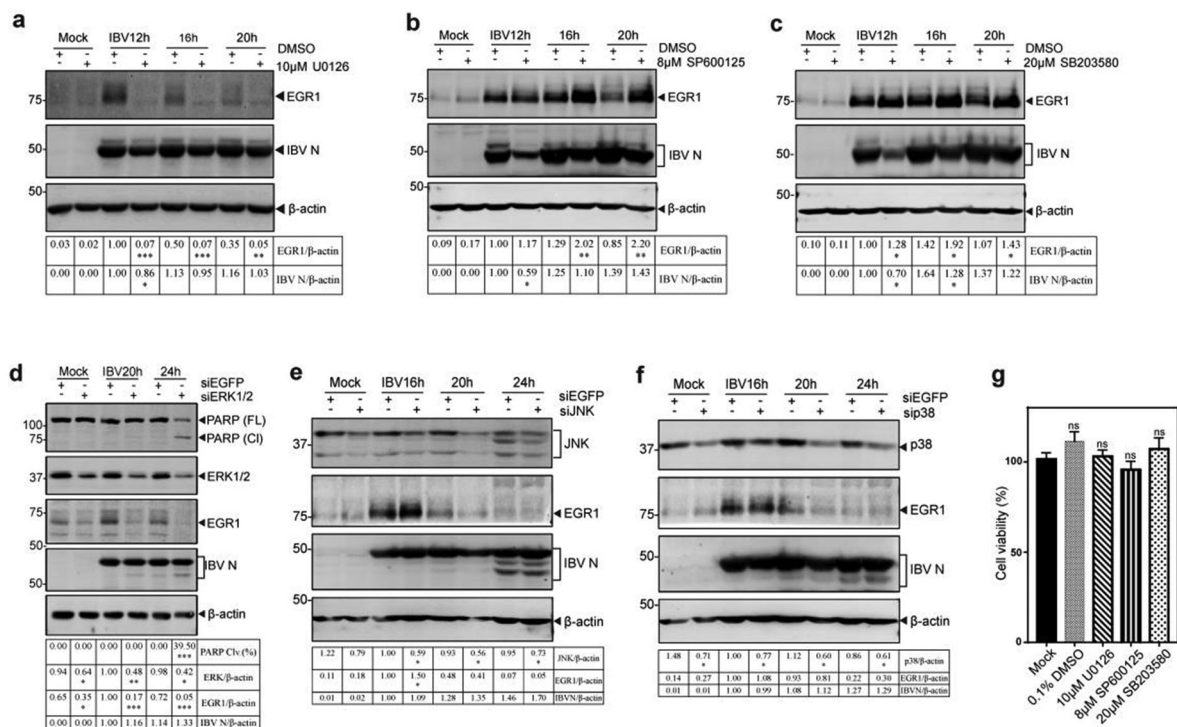 a
Mock IBV12h 16h 20h
+ - + - + - + - DMSO
- + - + - + - + 10µM U0126
75- EGR1
50- IBV N
50-
β-actin
0.03 0.02 1.00 0.07 0.50 0.07 0.35 0.05 EGR1/β-actin
*** *** **
0.00 0.00 1.00 0.86 1.13 0.95 1.16 1.03 IBV N/β-actin
*
b
Mock IBV12h 16h 20h
+ - + - + - + - DMSO
- + - + - + - + 8µM SP600125
75- EGR1
50- IBV N
50-
β-actin
0.09 0.17 1.00 1.17 1.29 2.02 0.85 2.20 EGR1/β-actin
** **
0.00 0.00 1.00 0.59 1.25 1.10 1.39 1.43 IBV N/β-actin
*
c
Mock IBV12h 16h 20h
+ - + - + - + - DMSO
- + - + - + - + 20µM SB203580
75- EGR1
50- IBV N
50-
β-actin
0.10 0.11 1.00 1.28 1.42 1.92 1.07 1.43 EGR1/β-actin
* * *
0.00 0.00 1.00 0.70 1.64 1.28 1.37 1.22 IBV N/β-actin
* *
d
Mock IBV20h 24h
+ - + - + - siEGFP
- + - + - + siERK1/2
100 PARP (FL)
75- PARP (Cl)
37- ERK1/2
75-
EGR1
50
IBV N
50-
β-actin
0.00 0.00 0.00 0.00 0.00 39.50 PARP Clv.(%)
***
0.94 0.64 1.00 0.48 0.98 0.42 ERK/β-actin
* ** *
0.65 0.35 1.00 0.17 0.72 0.05 EGR1/β-actin
* *** ***
0.00 0.00 1.00 1.16 1.14 1.33 IBV N/β-actin
e
Mock IBV16h 20h 24h
+ - + - + - + - siEGFP
- + - + - + - + siJNK
37- JNK
75- EGR1
50- IBV N
50-
β-actin
1.22 0.79 1.00 0.59 0.93 0.56 0.95 0.73 JNK/β-actin
* * *
0.11 0.18 1.00 1.50 0.48 0.41 0.07 0.05 EGR1/β-actin
*
0.01 0.02 1.00 1.09 1.28 1.35 1.46 1.70 IBVN/β-actin
f
Mock IBV16h 20h 24h
+ - + - + - + - siEGFP
- + - + - + - + sip38
37- p38
75- EGR1
50- IBV N
50-
β-actin
1.48 0.71 1.00 0.77 1.12 0.60 0.86 0.61 p38/β-actin
* * * *
0.14 0.27 1.00 1.08 0.93 0.81 0.22 0.30 EGR1/β-actin
0.01 0.01 1.00 0.99 1.08 1.12 1.27 1.29 IBVN/β-actin
g
Cell viability (%)
100
50
0
ns ns ns ns
Mock
0.1% DMSO
10µM U0126
8µM SP600125
20µM SB203580